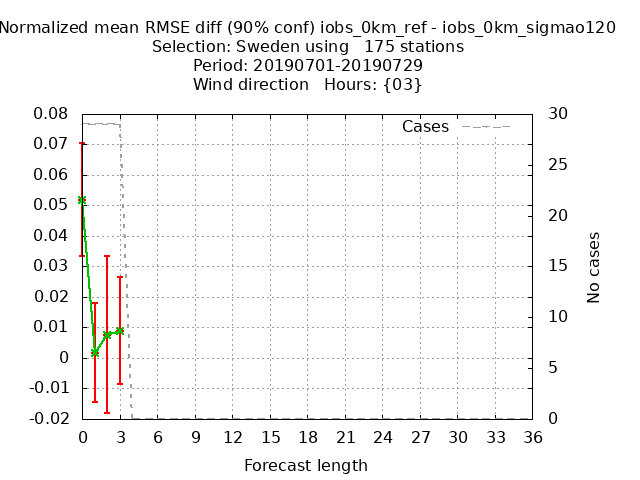 Normalized mean RMSE diff (90% conf) iobs_0km_ref - iobs_0km_sigmao120
Selection: Sweden using   175 stations
Period: 20190701-20190729
Wind direction   Hours: {03}
Cases
0.08
0.07
0.06
0.05
0.04
0.03
0.02
0.01
0
-0.01
-0.02
30
25
20
15
10
5
0
No cases
0 3 6 9 12 15 18 21 24 27 30 33 36
Forecast length